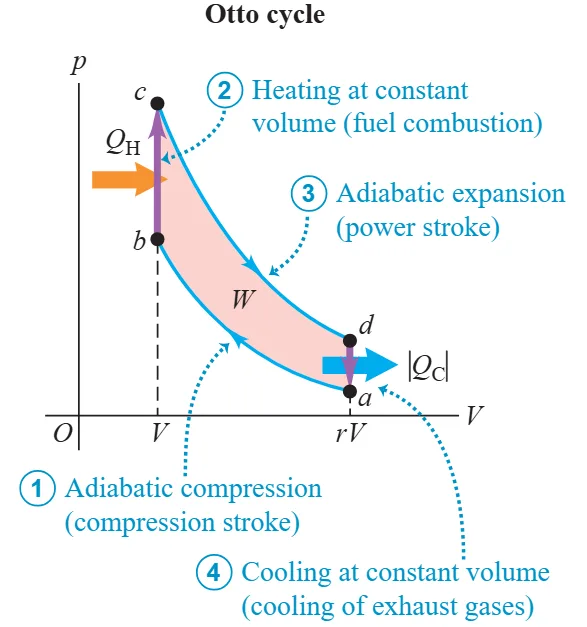 Otto cycle
p
c
2 Heating at constant
volume (fuel combustion)
QH
3 Adiabatic expansion
(power stroke)
b
W
d
|QC|
a
O
V
rV
V
1 Adiabatic compression
(compression stroke)
4 Cooling at constant volume
(cooling of exhaust gases)